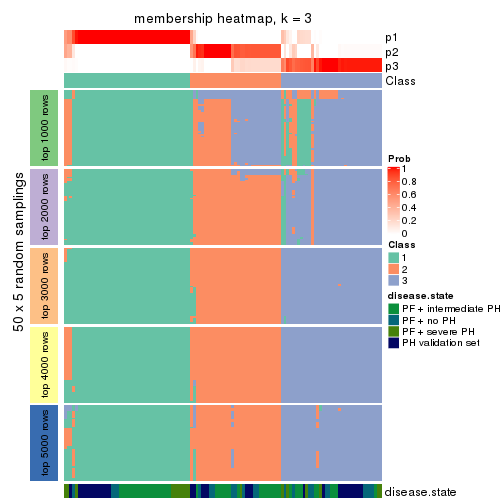 membership heatmap, k = 3
p1
p2
p3
Class
50 x 5 random samplings
top 1000 rows
top 2000 rows
top 3000 rows
top 4000 rows
top 5000 rows
Prob
1
0.8
0.6
0.4
0.2
0
Class
1
2
3
disease.state
PF + intermediate PH
PF + no PH
PF + severe PH
PH validation set
disease.state